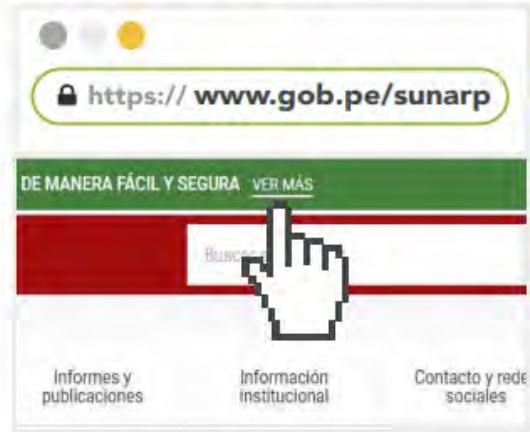 https:// www.gob.pe/sunarp
DE MANERA FÁCIL Y SEGURA VER MÁS
Informes y
publicaciones
Información
institucional
Contacto y rede
sociales